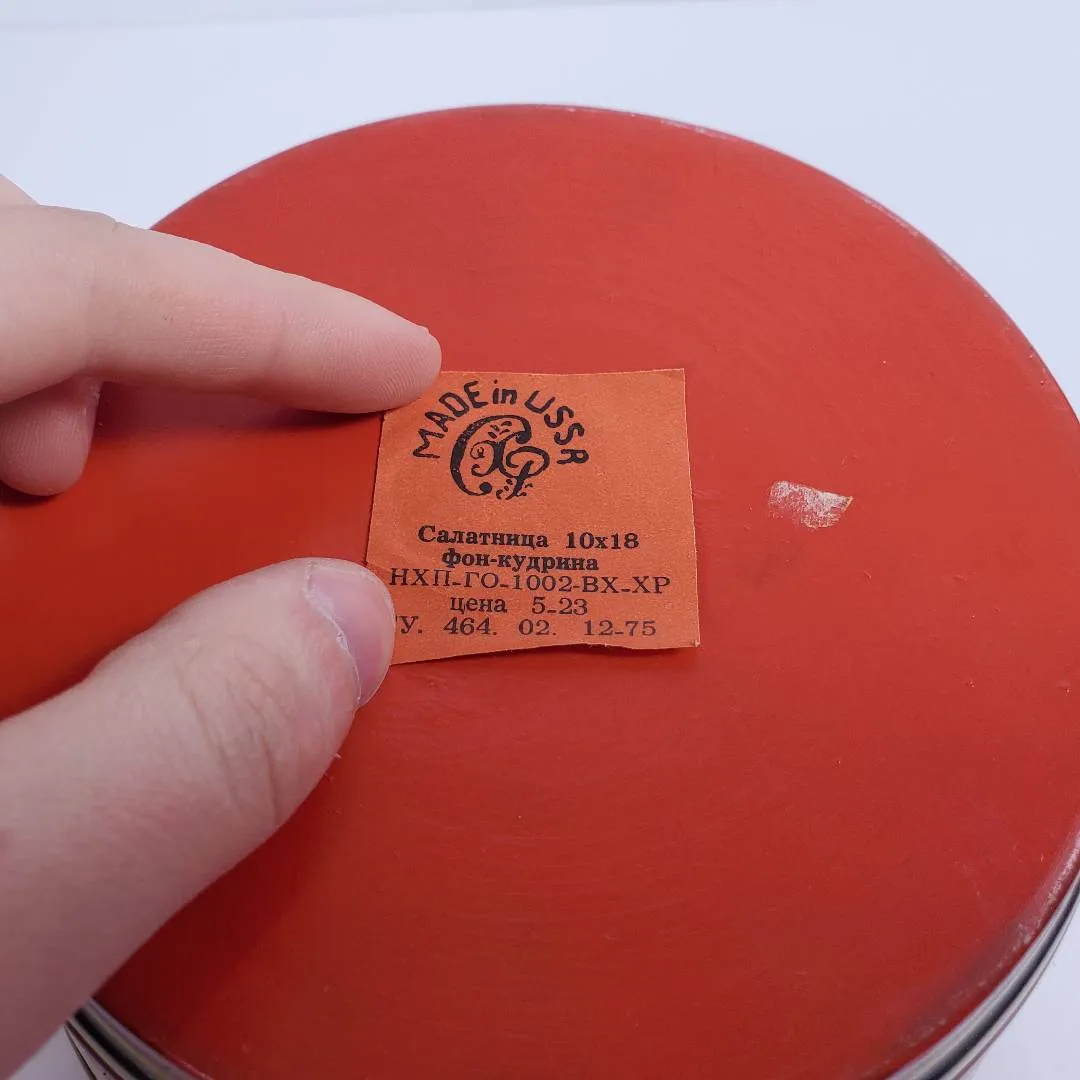 MADE in USSR
Салатница 10х18
фон-кудрина
НХП-ГО-1002-ВХ-ХР
цена 5-23
У. 464. 02. 12-75